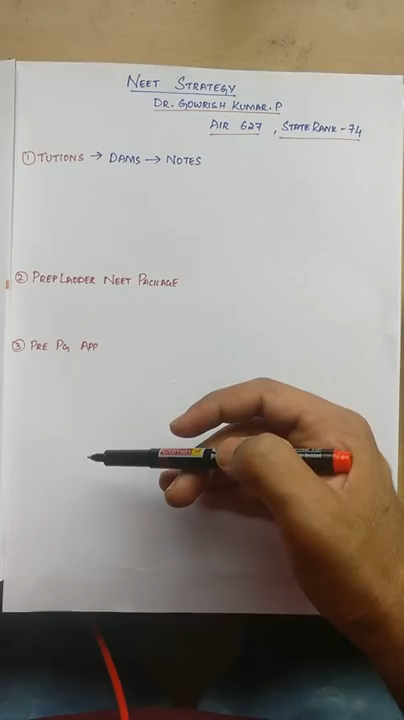 NEET STRATEGY
DR. GOWRISH KUMAR. P
AIR 627 , STATE RANK - 74
① TUTIONS → DAMS → NOTES
② PREPLADDER NEET PACKAGE
③ PRE PG APP